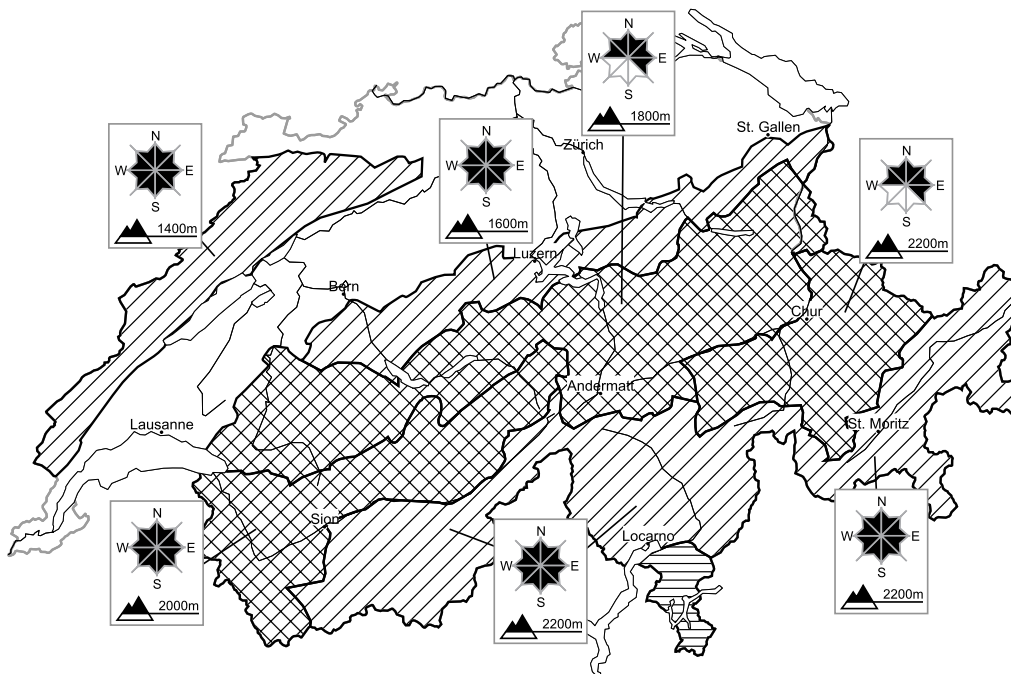 N
W E
S
1800m
St. Gallen
Zürich
N
W E
S
1400m
N
W E
S
1600m
N
W E
S
2200m
Luzern
Bern
Chur
Andermatt
Lausanne
St. Moritz
Sion
Locarno
N
W E
S
2000m
N
W E
S
2200m
N
W E
S
2200m